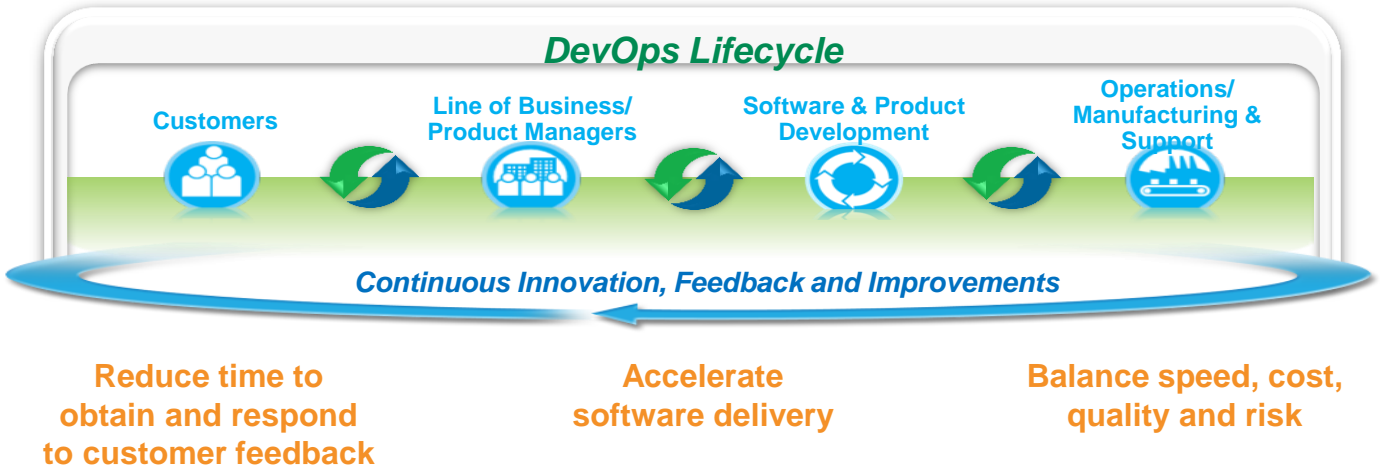 DevOps Lifecycle
Customers
Line of Business/
Product Managers
Software & Product
Development
Operations/
Manufacturing &
Support
Continuous Innovation, Feedback and Improvements
Reduce time to
obtain and respond
to customer feedback
Accelerate
software delivery
Balance speed, cost,
quality and risk